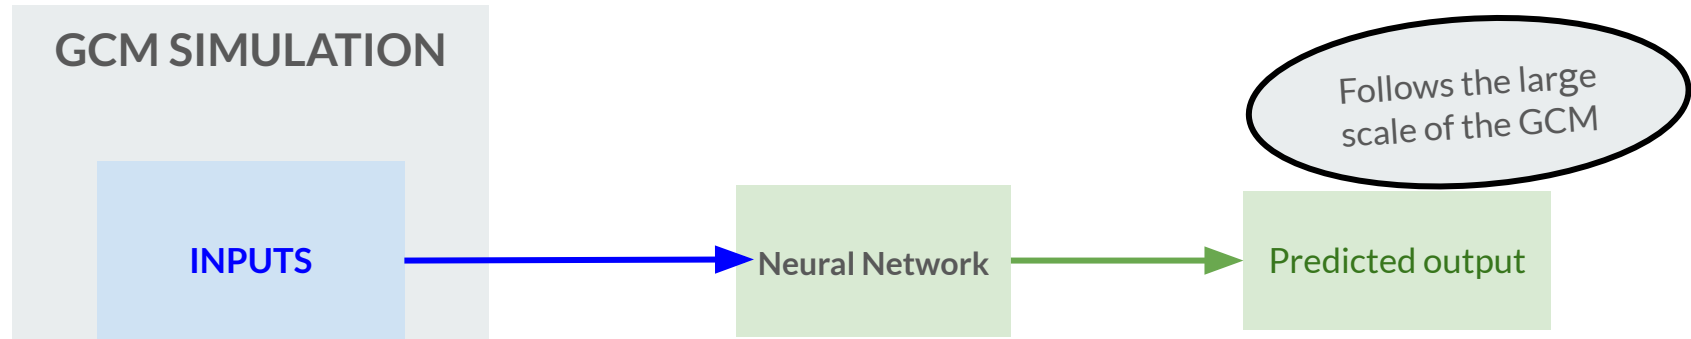 GCM SIMULATION
INPUTS
Neural Network
Follows the large
scale of the GCM
Predicted output